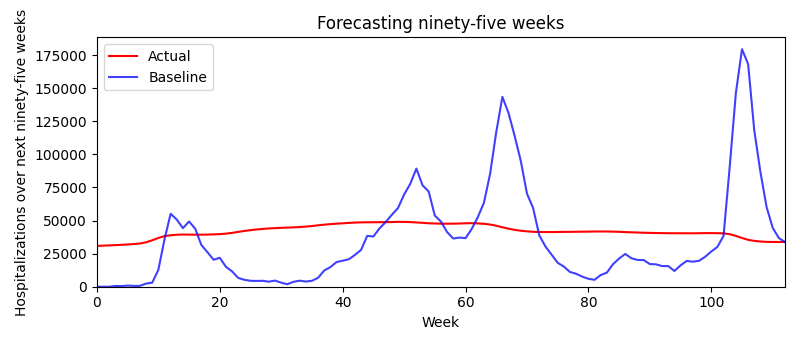 Forecasting ninety-five weeks
Hospitalizations over next ninety-five weeks
175000
150000
125000
100000
75000
50000
25000
0
Actual
Baseline
0 20 40 60 80 100
Week